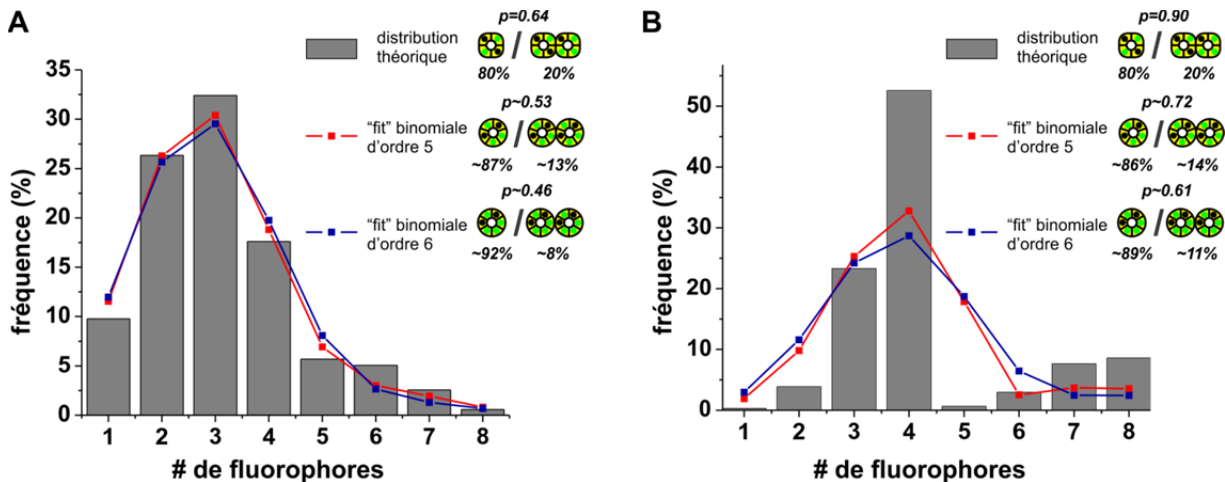 A
p=0.64
distribution
théorique
/
80% 20%
p~0.53
“fit” binomiale
d'ordre 5
/
~87% ~13%
p~0.46
“fit” binomiale
d'ordre 6
/
~92% ~8%
fréquence (%)
35
30
25
20
15
10
5
0
1 2 3 4 5 6 7 8
# de fluorophores
B
p=0.90
distribution
théorique
/
80% 20%
p~0.72
“fit” binomiale
d'ordre 5
/
~86% ~14%
p~0.61
“fit” binomiale
d'ordre 6
/
~89% ~11%
fréquence (%)
50
40
30
20
10
0
1 2 3 4 5 6 7 8
# de fluorophores